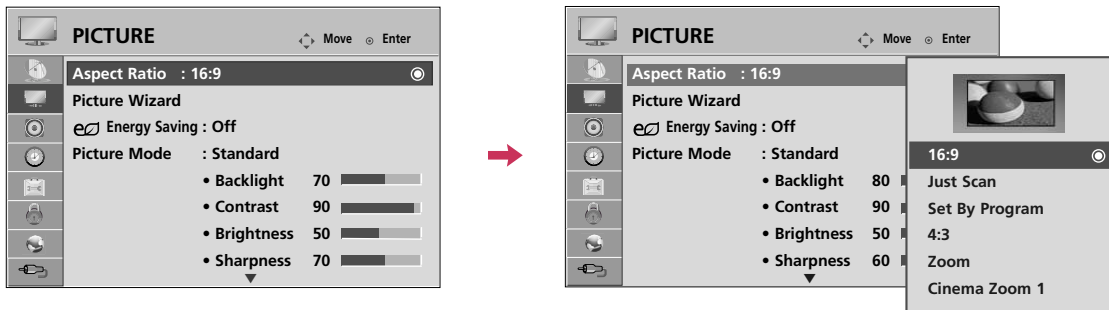 PICTURE
Move
Enter
Aspect Ratio : 16:9
Picture Wizard
Energy Saving : Off
Picture Mode : Standard
• Backlight 70
• Contrast 90
• Brightness 50
• Sharpness 70
PICTURE
Move
Enter
Aspect Ratio : 16:9
Picture Wizard
Energy Saving : Off
Picture Mode : Standard
• Backlight 80
• Contrast 90
• Brightness 50
• Sharpness 60
16:9
Just Scan
Set By Program
4:3
Zoom
Cinema Zoom 1